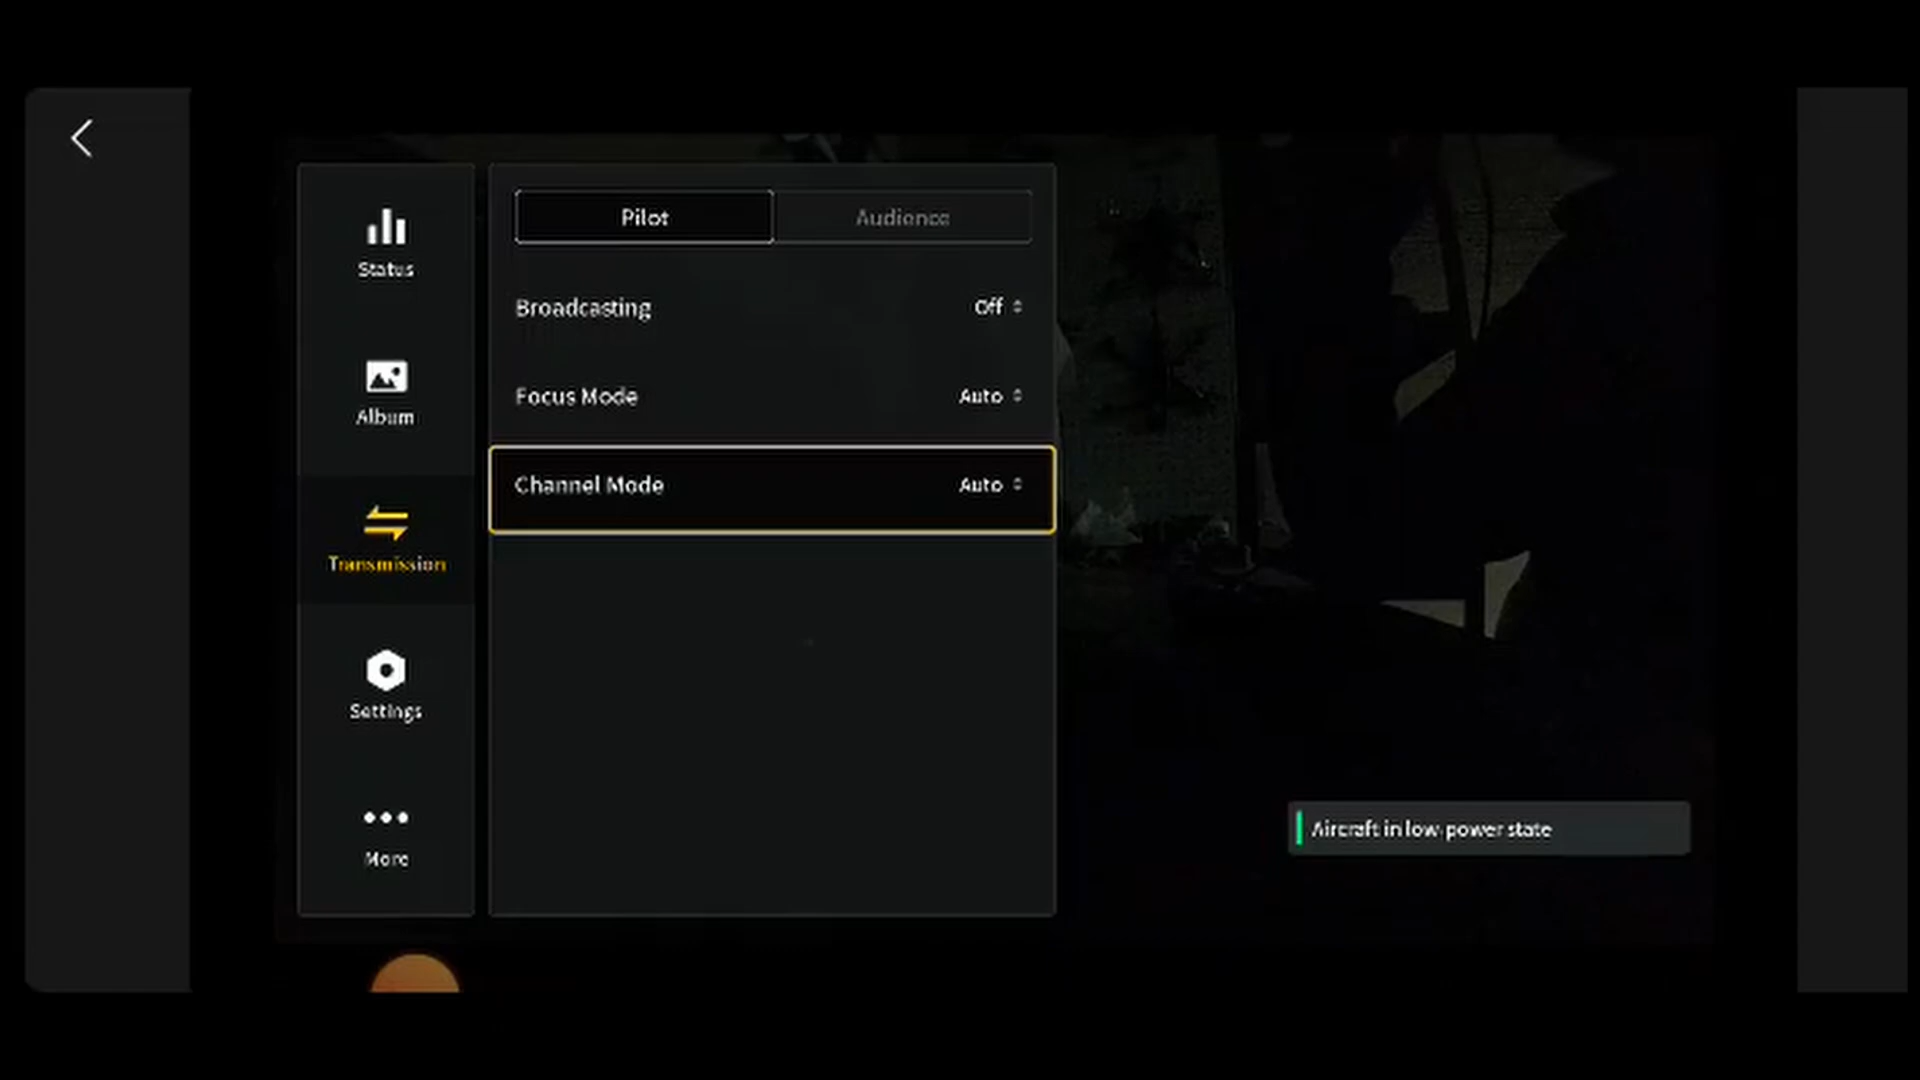 Status
Album
Transmission
Settings
More
Pilot
Audience
Broadcasting
Off
Focus Mode
Auto
Channel Mode
Auto
Aircraft in low-power state